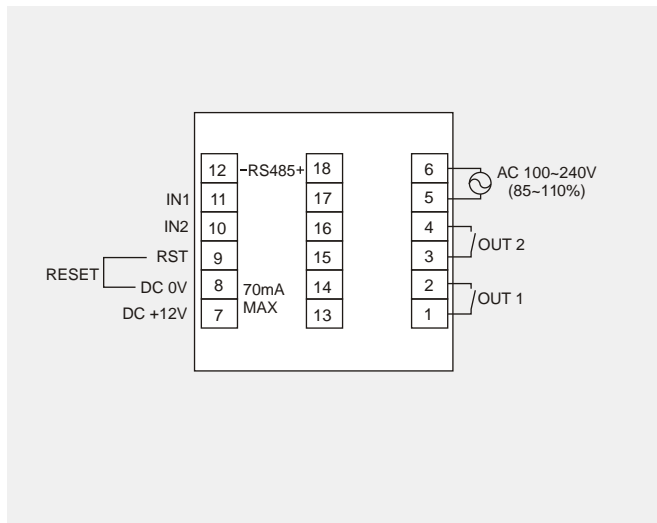 12 −RS485+ 18 6 AC 100~240V
IN1 11 17 5 (85~110%)
IN2 10 16 4
RST 9 15 3 OUT 2
RESET
DC 0V 8 70mA 14 2
DC +12V 7 MAX 13 1 OUT 1